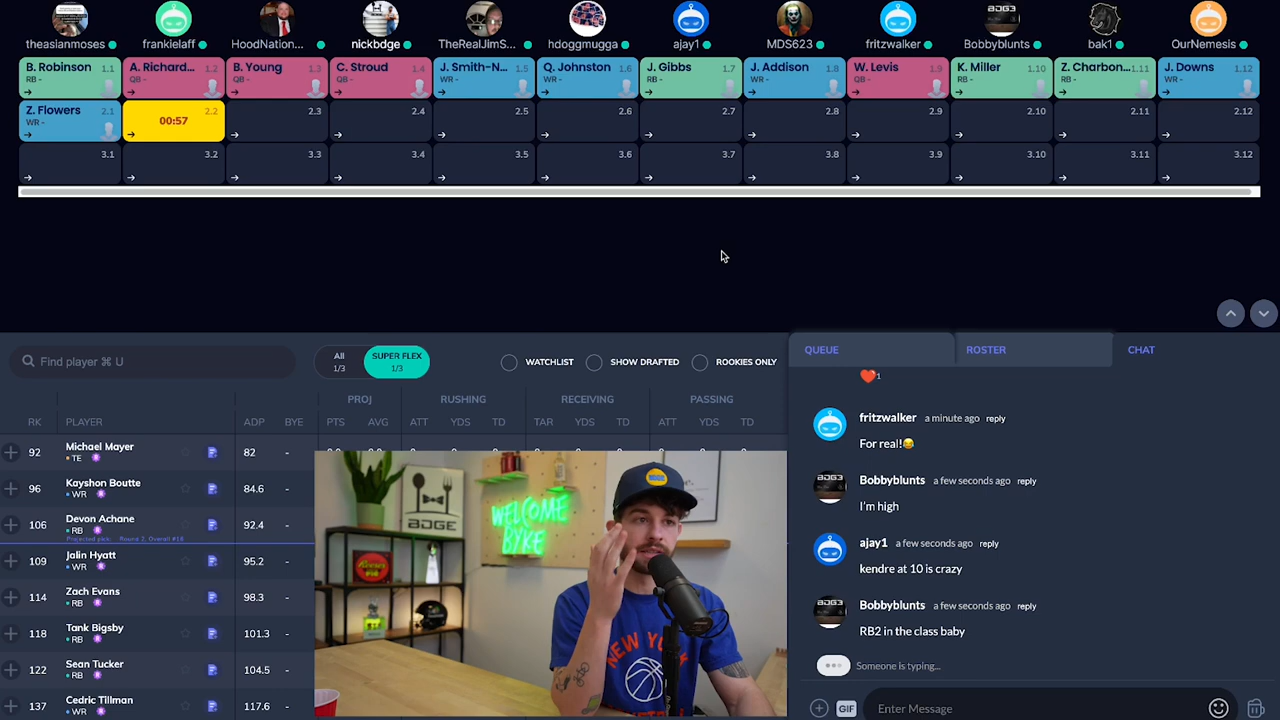 theasianmoses franklelaff HoodNation... nickbdge TheRealJimS... hdoggmugga ajay1 MDS623 fritzwalker Bobbyblunts bak1 OurNemesis
B. Robinson 1.1 A. Richard... 1.2 B. Young 1.3 C. Stroud 1.4 J. Smith-N... 1.5 Q. Johnston 1.6 J. Gibbs 1.7 J. Addison 1.8 W. Levis 1.9 K. Miller 1.10 Z. Charbon... 1.11 J. Downs 1.12
RB - QB - QB - QB - WR - WR - RB - WR - QB - RB - RB - WR -
Z. Flowers 2.1 2.2 2.3 2.4 2.5 2.6 2.7 2.8 2.9 2.10 2.11 2.12
WR - 00:57
3.1 3.2 3.3 3.4 3.5 3.6 3.7 3.8 3.9 3.10 3.11 3.12
Find player ⌘ U
All
1/3
SUPER FLEX
1/3
WATCHLIST SHOW DRAFTED ROOKIES ONLY
PROJ RUSHING RECEIVING PASSING
RK PLAYER ADP BYE PTS AVG ATT YDS TD TAR YDS TD ATT YDS TD
92 Michael Mayer 82 -
TE
96 Kayshon Boutte 84.6 -
WR
106 Devon Achane 92.4 -
RB
Projected pick: Round 2, Overall #16
109 Jalin Hyatt 95.2 -
WR
114 Zach Evans 98.3 -
RB
118 Tank Bigsby 101.3 -
RB
122 Sean Tucker 104.5 -
RB
137 Cedric Tillman 117.6 -
WR
BDGE
WELCOME
BYKE
NEW YORK
QUEUE ROSTER CHAT
1
fritzwalker a minute ago reply
For real!😂
Bobbyblunts a few seconds ago reply
I'm high
ajay1 a few seconds ago reply
kendre at 10 is crazy
Bobbyblunts a few seconds ago reply
RB2 in the class baby
Someone is typing...
GIF Enter Message